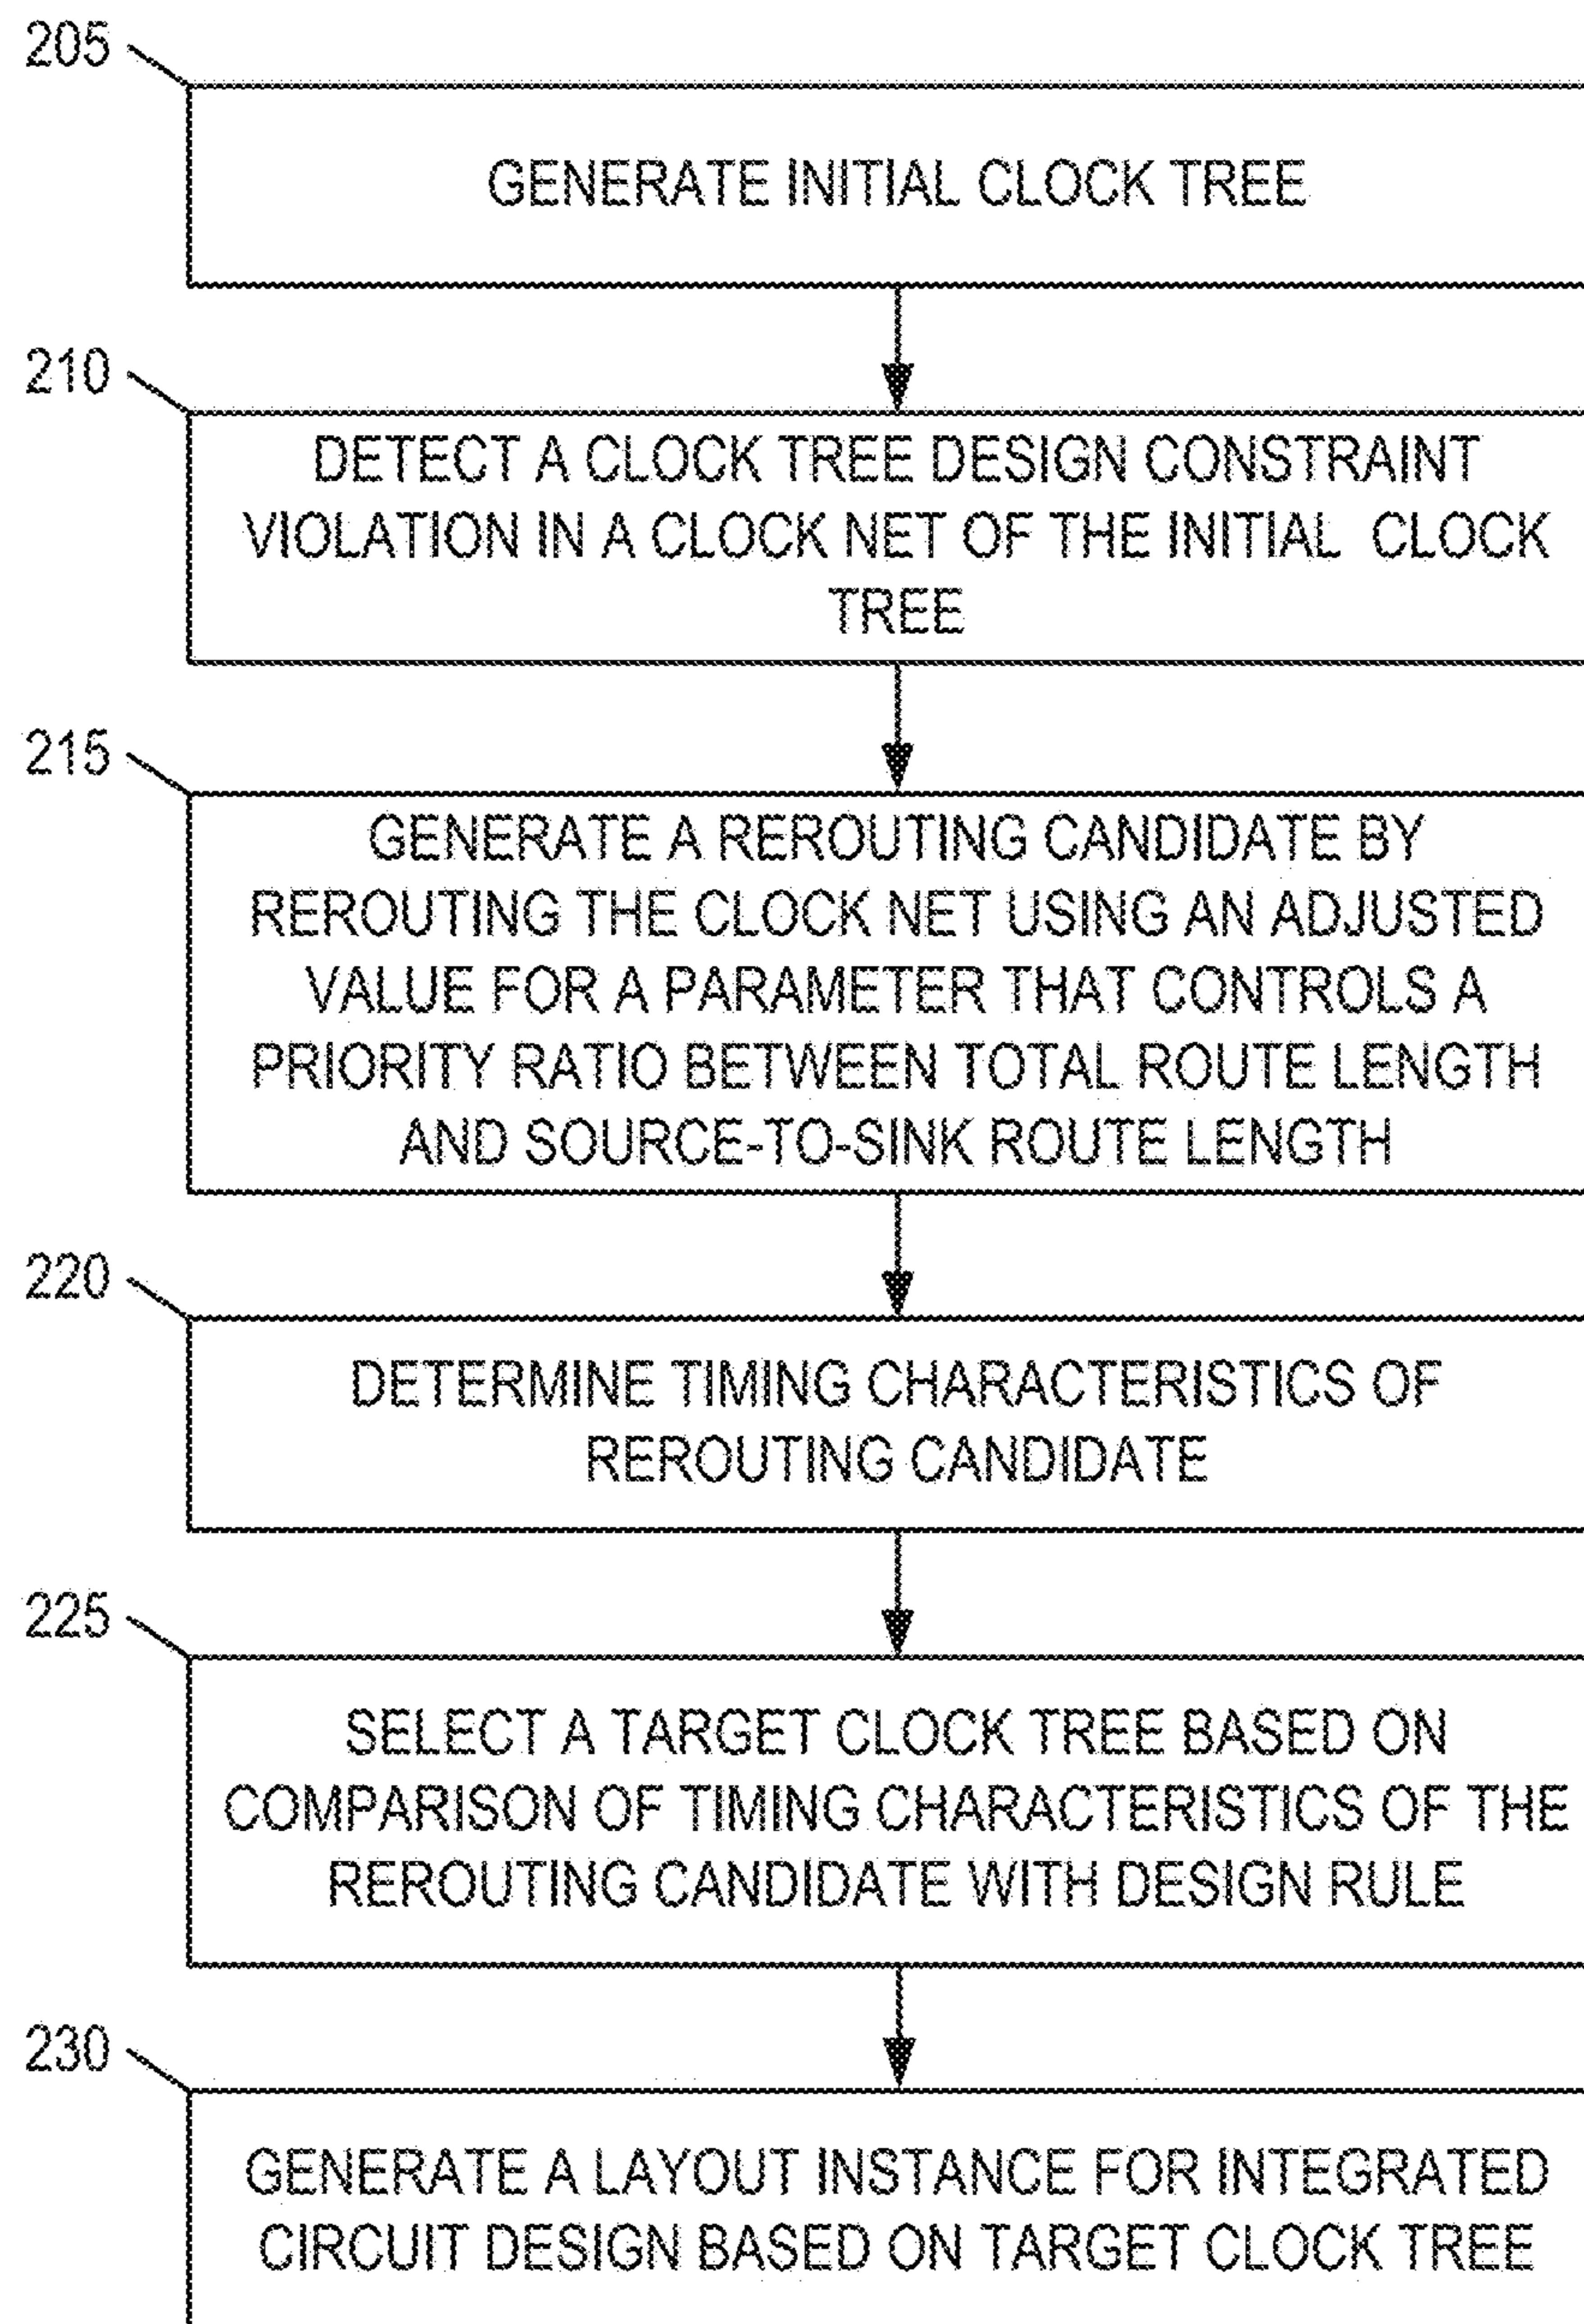 205
GENERATE INITIAL CLOCK TREE
210
DETECT A CLOCK TREE DESIGN CONSTRAINT
VIOLATION IN A CLOCK NET OF THE INITIAL CLOCK
TREE
215
GENERATE A REROUTING CANDIDATE BY
REROUTING THE CLOCK NET USING AN ADJUSTED
VALUE FOR A PARAMETER THAT CONTROLS A
PRIORITY RATIO BETWEEN TOTAL ROUTE LENGTH
AND SOURCE-TO-SINK ROUTE LENGTH
220
DETERMINE TIMING CHARACTERISTICS OF
REROUTING CANDIDATE
225
SELECT A TARGET CLOCK TREE BASED ON
COMPARISON OF TIMING CHARACTERISTICS OF THE
REROUTING CANDIDATE WITH DESIGN RULE
230
GENERATE A LAYOUT INSTANCE FOR INTEGRATED
CIRCUIT DESIGN BASED ON TARGET CLOCK TREE